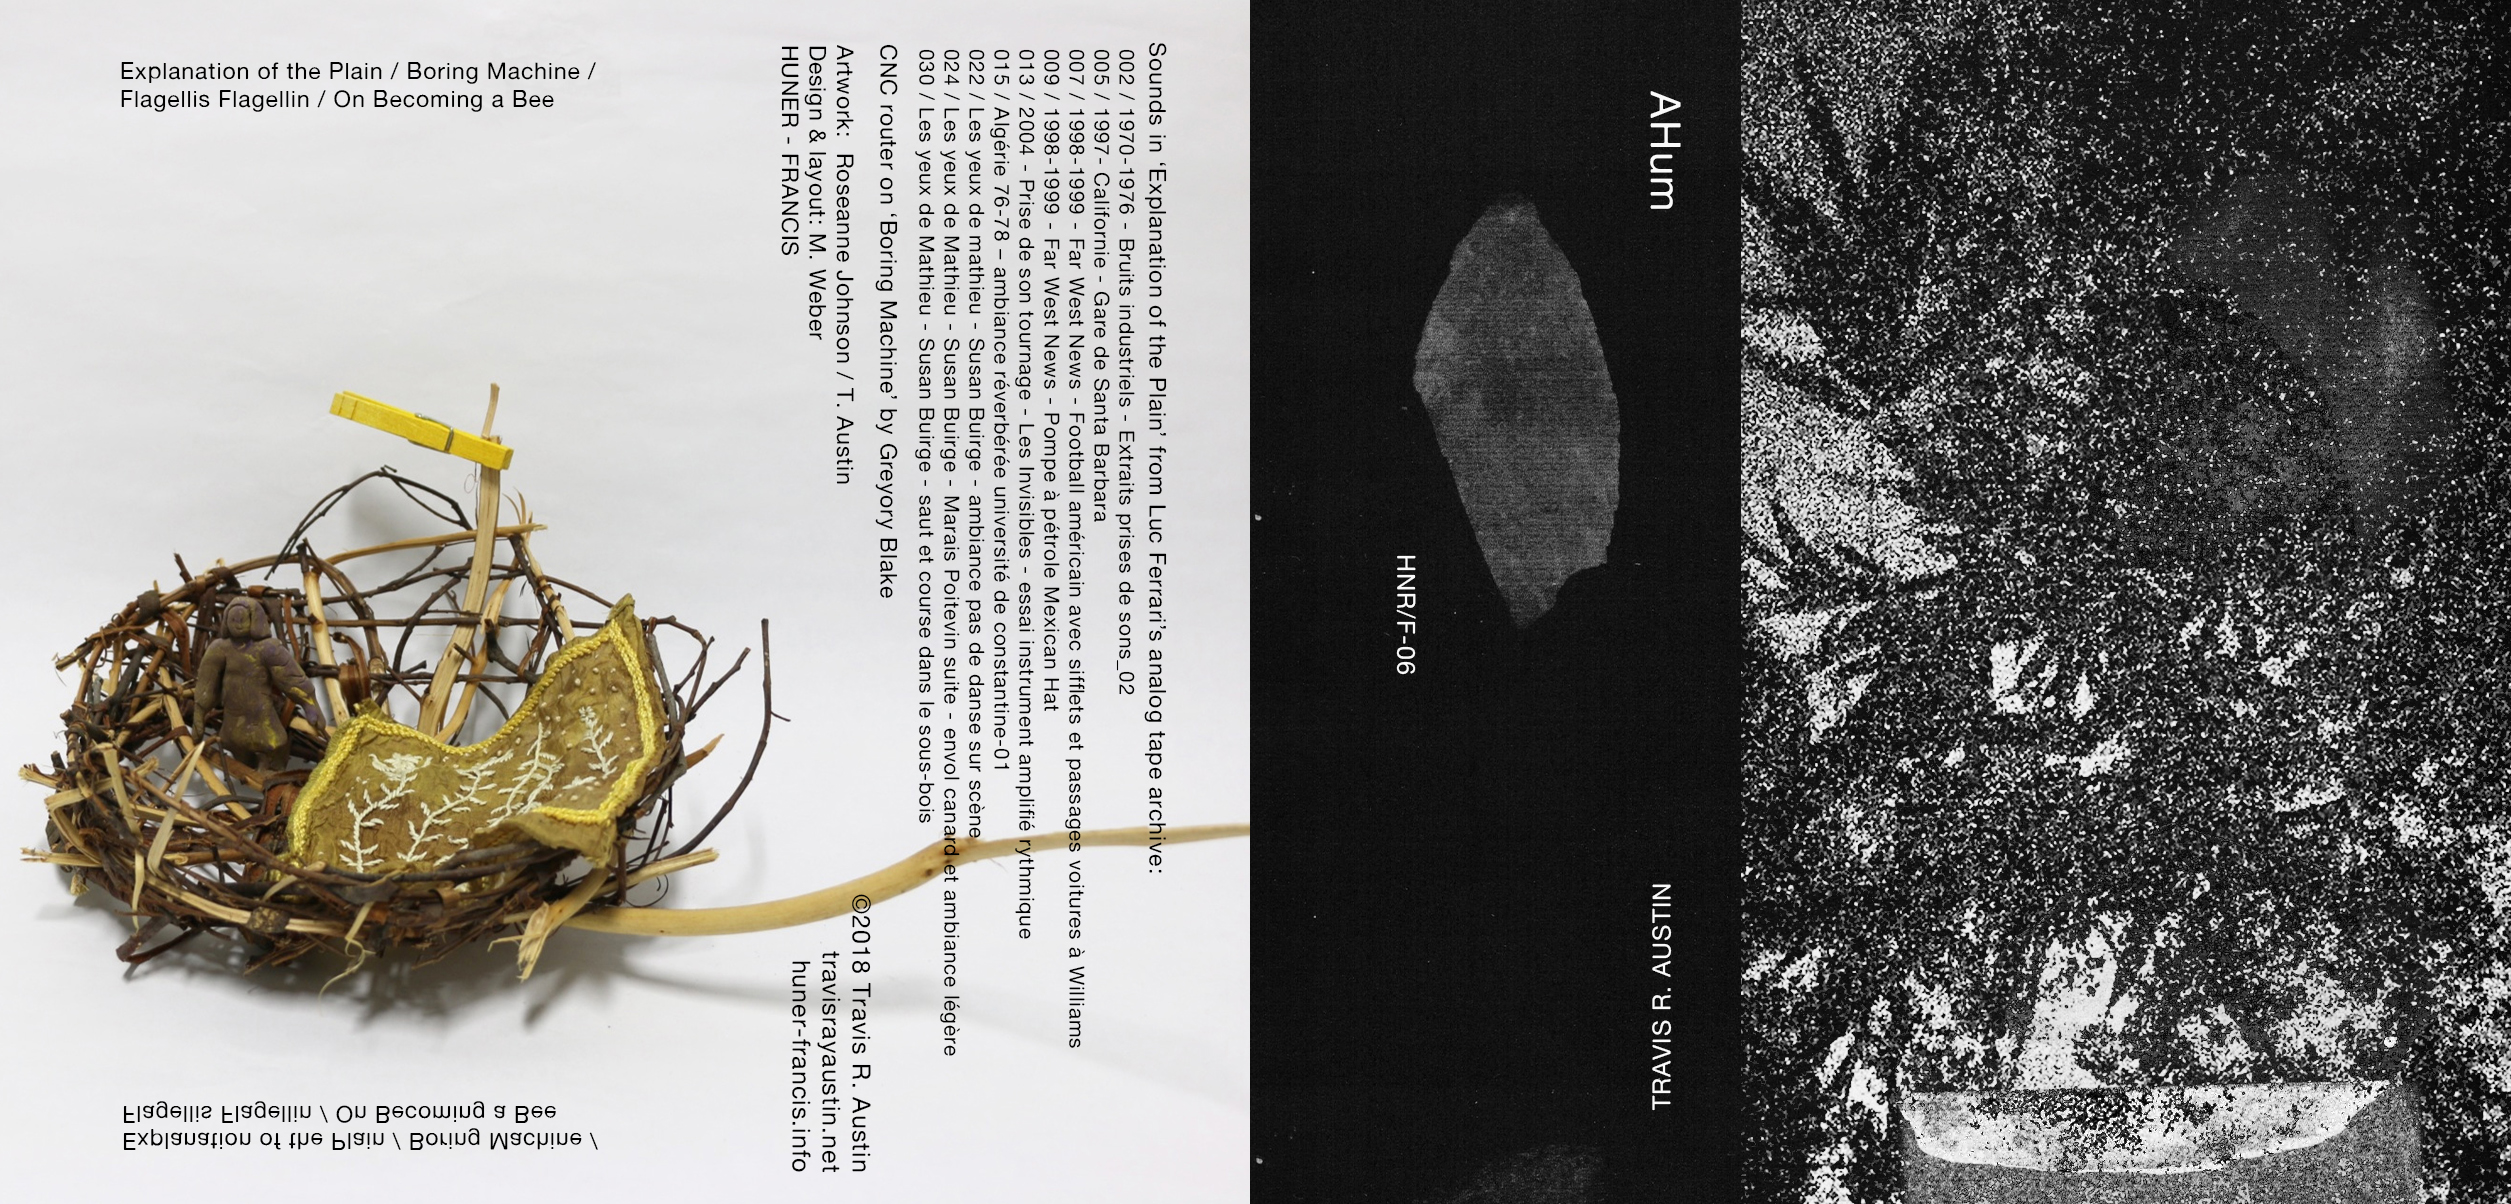 Explanation of the Plain / Boring Machine /
Flagellis Flagellin / On Becoming a Bee
Sounds in ‘Explanation of the Plain’ from Luc Ferrari’s analog tape archive:
002 / 1970-1976 - Bruits industriels - Extraits prises de sons_02
005 / 1997- Californie - Gare de Santa Barbara
007 / 1998-1999 - Far West News - Football américain avec sifflets et passages voitures à Williams
009 / 1998-1999 - Far West News - Pompe à pétrole Mexican Hat
013 / 2004 - Prise de son tournage - Les Invisibles - essai instrument amplifié rythmique
015 / Algérie 76-78 – ambiance réverbérée université de constantine-01
022 / Les yeux de mathieu - Susan Buirge - ambiance pas de danse sur scène
024 / Les yeux de Mathieu - Susan Buirge - Marais Poitevin suite - envol canard et ambiance légère
030 / Les yeux de Mathieu - Susan Buirge - saut et course dans le sous-bois
CNC router on ‘Boring Machine’ by Greyory Blake
Artwork: Roseanne Johnson / T. Austin
Design & layout: M. Weber
HUNER - FRANCIS
©2018 Travis R. Austin
travisrayaustin.net
huner-francis.info
Explanation of the Plain / Boring Machine /
Flagellis Flagellin / On Becoming a Bee
AHum
HNR/F-06
TRAVIS R. AUSTIN